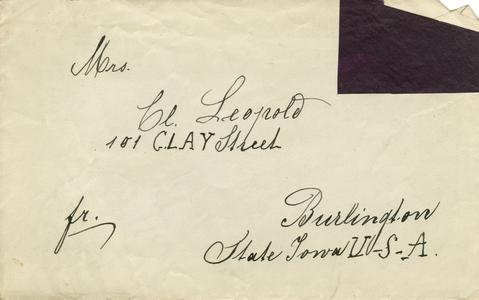 Mrs.
Cl. Leopold
101 CLAY Street
fr.
Burlington
State Iowa U-S-A.